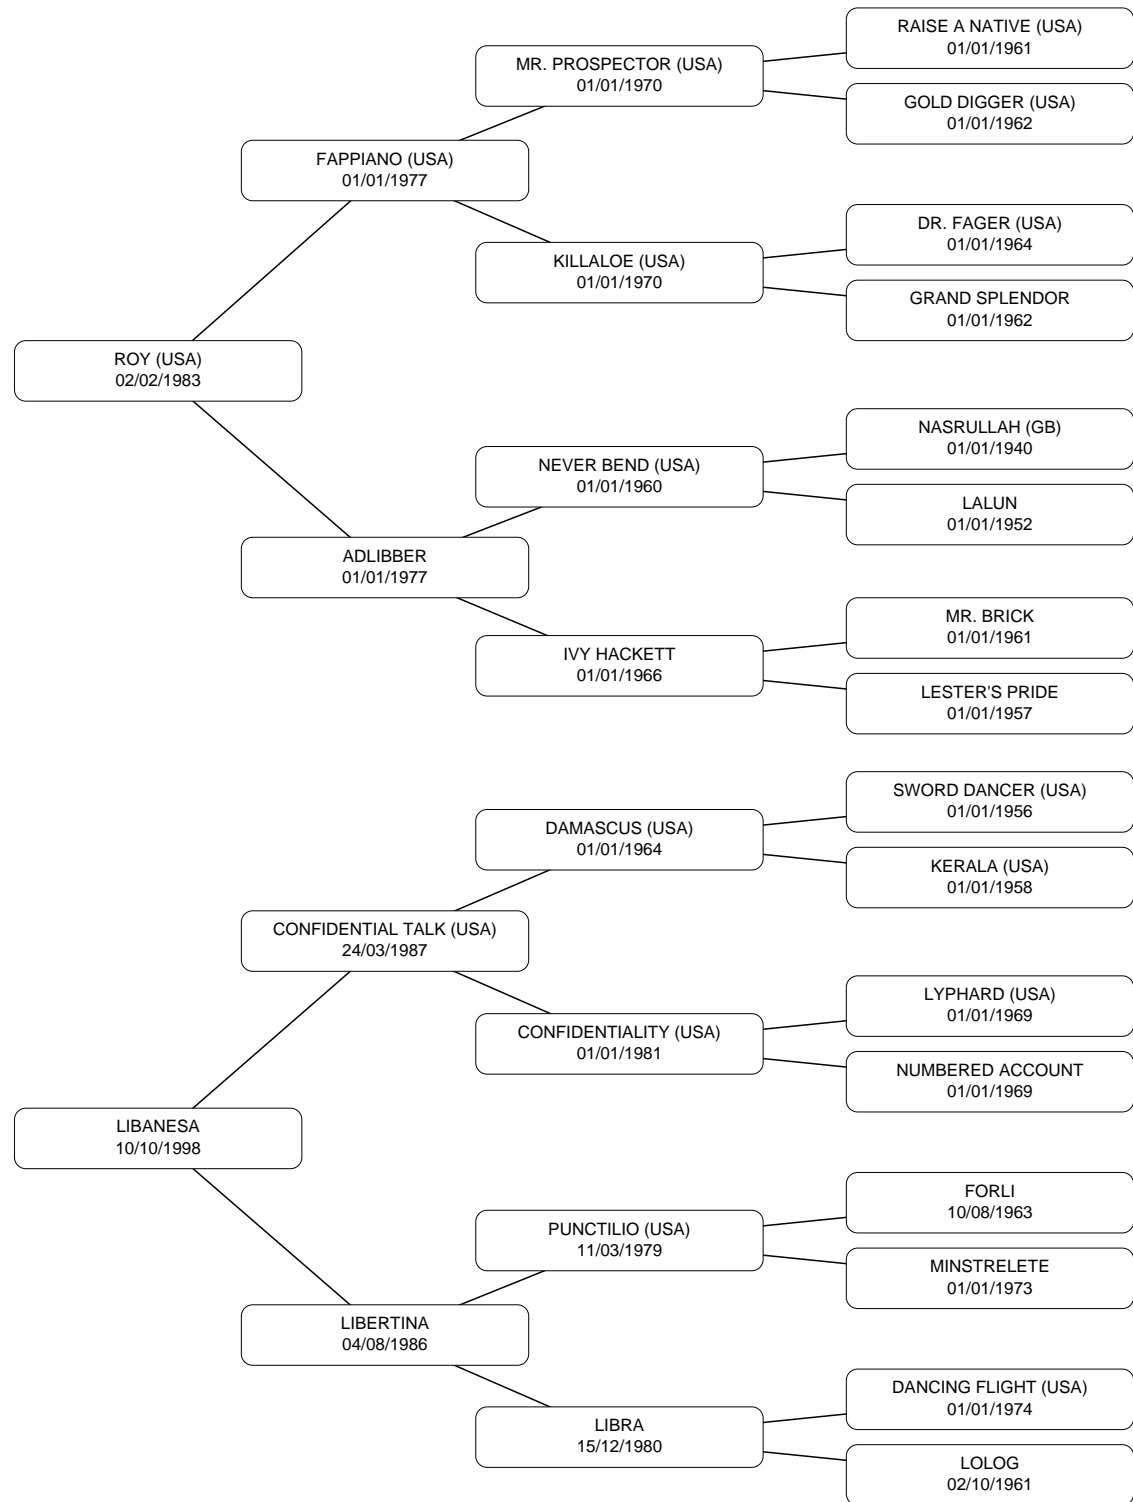 RAISE A NATIVE (USA)
01/01/1961
MR. PROSPECTOR (USA)
01/01/1970
GOLD DIGGER (USA)
01/01/1962
FAPPIANO (USA)
01/01/1977
DR. FAGER (USA)
01/01/1964
KILLALOE (USA)
01/01/1970
GRAND SPLENDOR
01/01/1962
ROY (USA)
02/02/1983
NASRULLAH (GB)
01/01/1940
NEVER BEND (USA)
01/01/1960
LALUN
01/01/1952
ADLIBBER
01/01/1977
MR. BRICK
01/01/1961
IVY HACKETT
01/01/1966
LESTER'S PRIDE
01/01/1957
SWORD DANCER (USA)
01/01/1956
DAMASCUS (USA)
01/01/1964
KERALA (USA)
01/01/1958
CONFIDENTIAL TALK (USA)
24/03/1987
LYPHARD (USA)
01/01/1969
CONFIDENTIALITY (USA)
01/01/1981
NUMBERED ACCOUNT
01/01/1969
LIBANESA
10/10/1998
FORLI
10/08/1963
PUNCTILIO (USA)
11/03/1979
MINSTRELETE
01/01/1973
LIBERTINA
04/08/1986
DANCING FLIGHT (USA)
01/01/1974
LIBRA
15/12/1980
LOLOG
02/10/1961